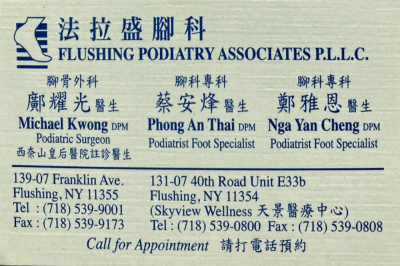 法拉盛腳科
FLUSHING PODIATRY ASSOCIATES P.L.L.C.
腳骨外科 腳科專科 腳科專科
鄺耀光醫生 蔡安烽醫生 鄭雅恩醫生
Michael Kwong DPM Phong An Thai DPM Nga Yan Cheng DPM
Podiatric Surgeon Podiatrist Foot Specialist Podiatrist Foot Specialist
西奈山皇后醫院註診醫生
139-07 Franklin Ave.
Flushing, NY 11355
Tel : (718) 539-9001
Fax : (718) 539-9173
131-07 40th Road Unit E33b
Flushing, NY 11354
(Skyview Wellness 天景醫療中心)
Tel : (718) 539-0800 Fax : (718) 539-0808
Call for Appointment 請打電話預約